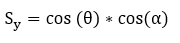 S_y = cos (θ) * cos(α)